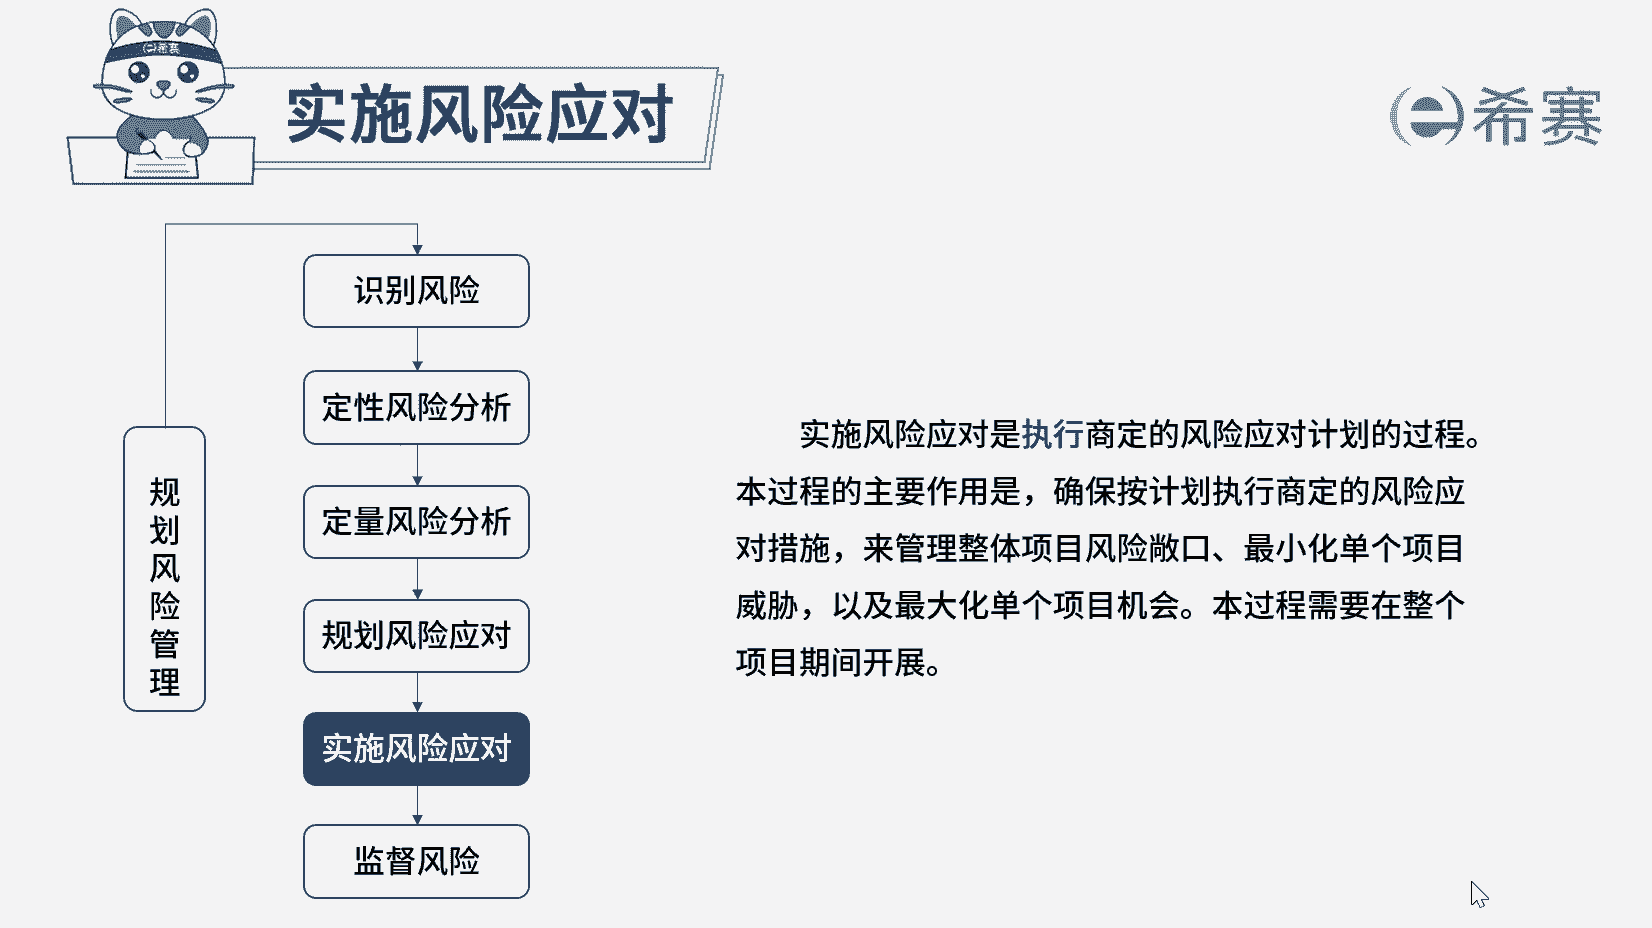 希赛
实施风险应对
希赛
识别风险
定性风险分析
定量风险分析
规划风险应对
实施风险应对
监督风险
规划风险管理
实施风险应对是执行商定的风险应对计划的过程。
本过程的主要作用是，确保按计划执行商定的风险应
对措施，来管理整体项目风险敞口、最小化单个项目
威胁，以及最大化单个项目机会。本过程需要在整个
项目期间开展。